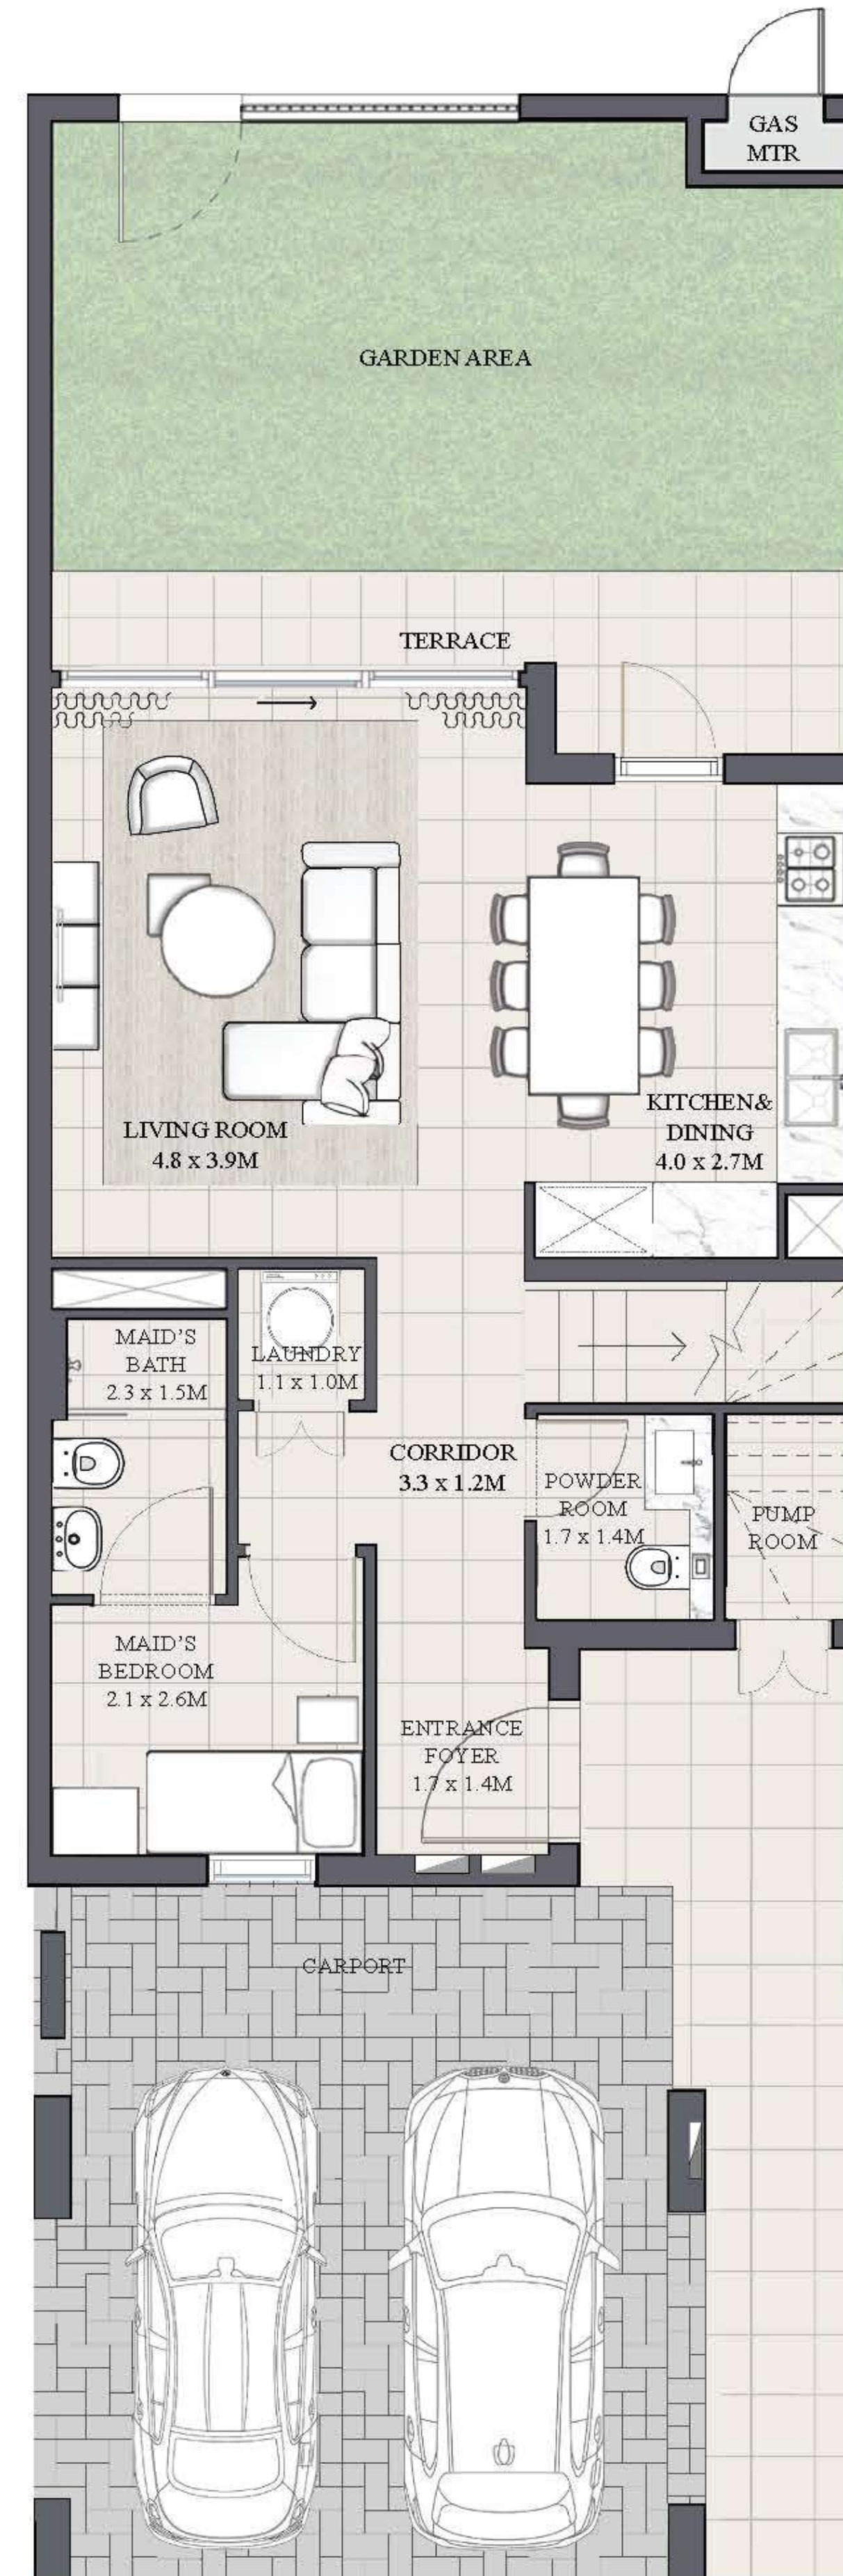 GAS
MTR
GARDEN AREA
TERRACE
KITCHEN&
DINING
4.0 x 2.7M
LIVING ROOM
4.8 x 3.9M
MAID'S
BATH
2.3 x 1.5M
LAUNDRY
1.1 x 1.0M
CORRIDOR
3.3 x 1.2M
POWDER
ROOM
1.7 x 1.4M
PUMP
ROOM
MAID'S
BEDROOM
2.1 x 2.6M
ENTRANCE
FOYER
1.7 x 1.4M
CARPORT